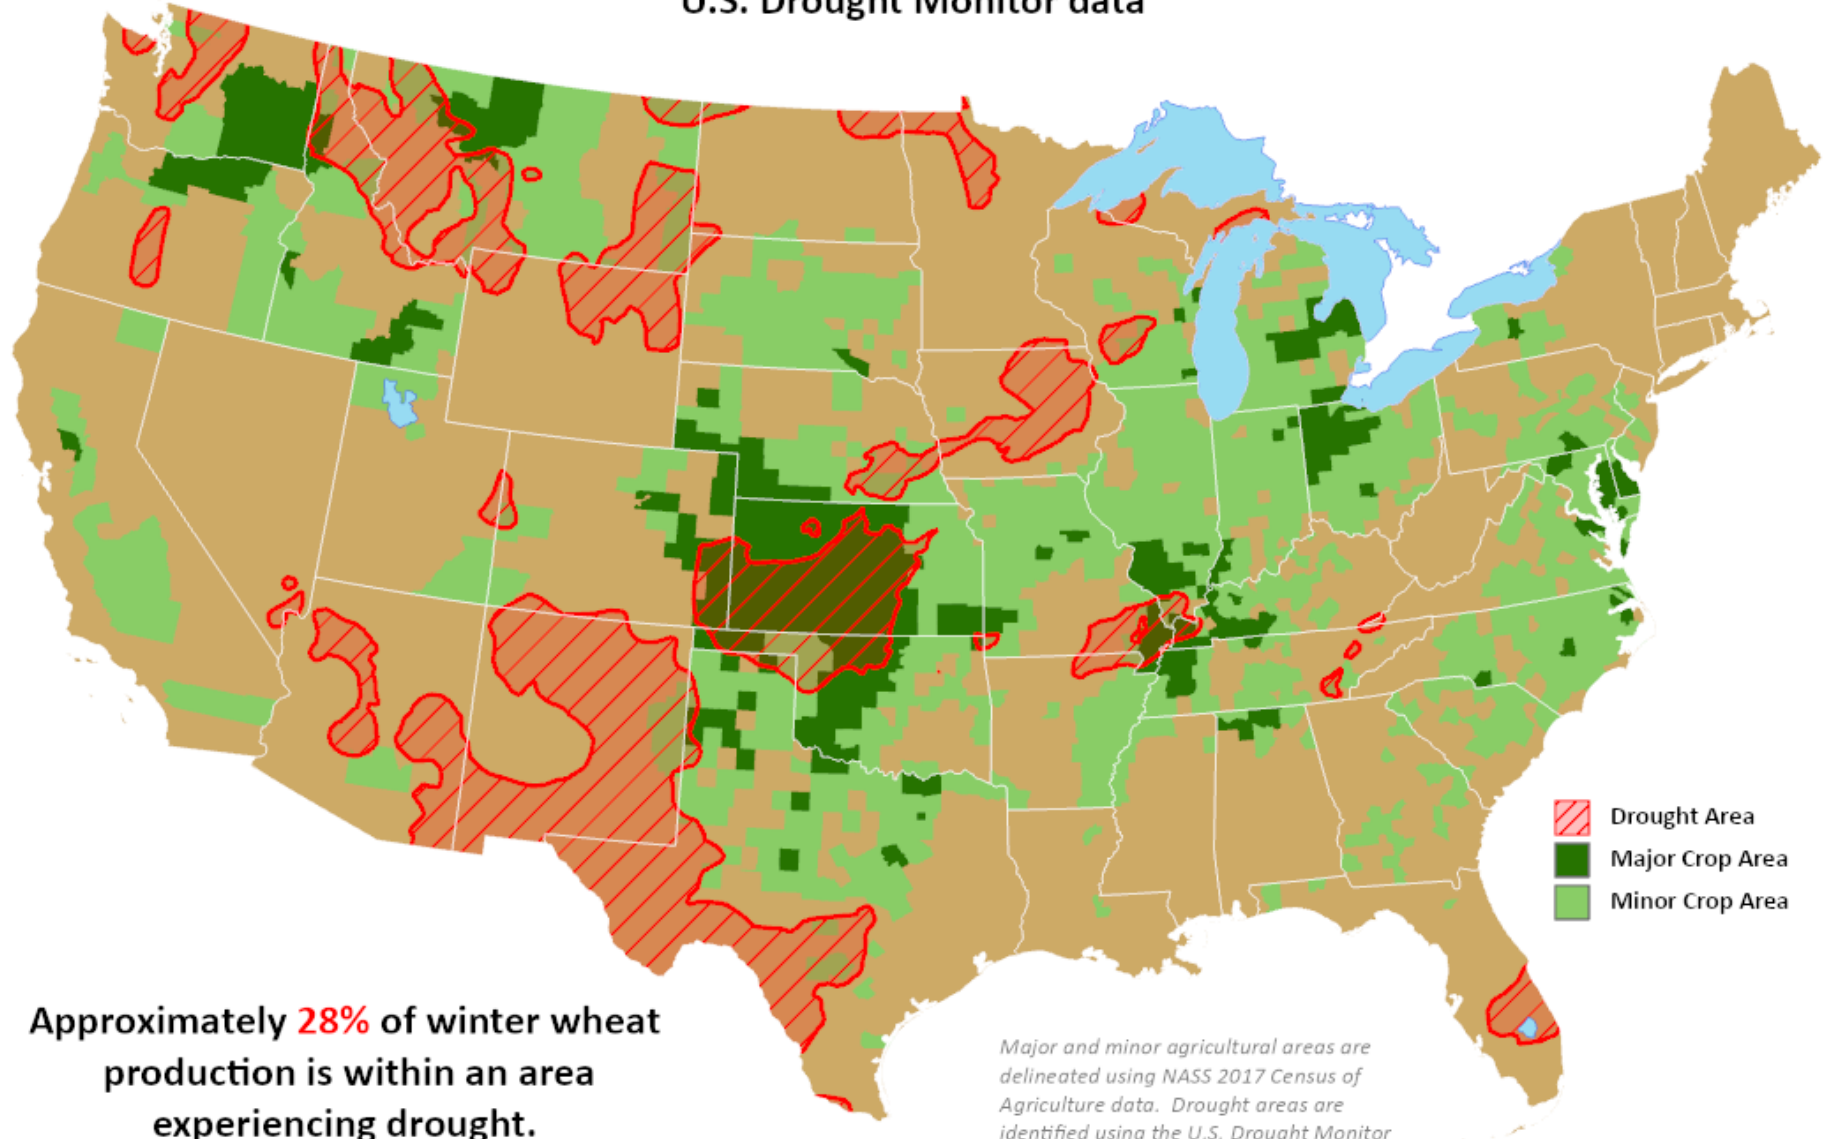 U.S. Drought Monitor data
Drought Area
Major Crop Area
Minor Crop Area
Approximately 28% of winter wheat
production is within an area
experiencing drought.
Major and minor agricultural areas are
delineated using NASS 2017 Census of
Agriculture data. Drought areas are
identified using the U.S. Drought Monitor